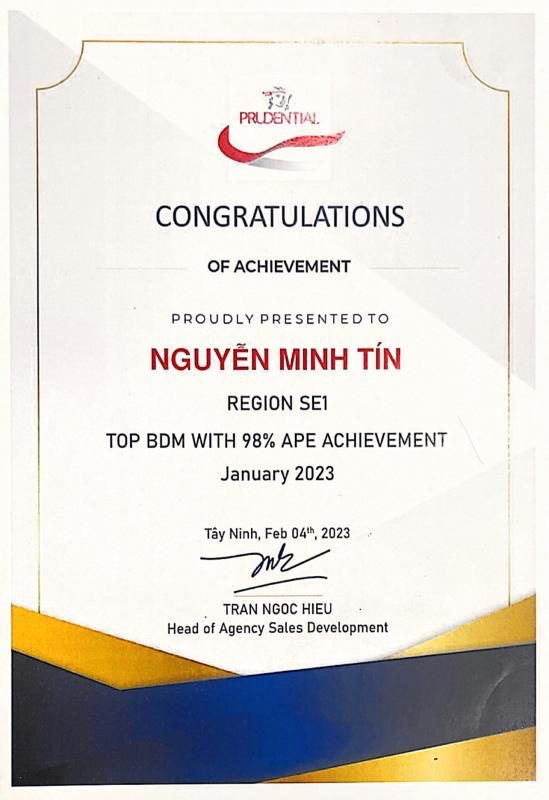 PRUDENTIAL
CONGRATULATIONS
OF ACHIEVEMENT
PROUDLY PRESENTED TO
NGUYỄN MINH TÍN
REGION SE1
TOP BDM WITH 98% APE ACHIEVEMENT
January 2023
Tây Ninh, Feb 04th, 2023
TRAN NGOC HIEU
Head of Agency Sales Development